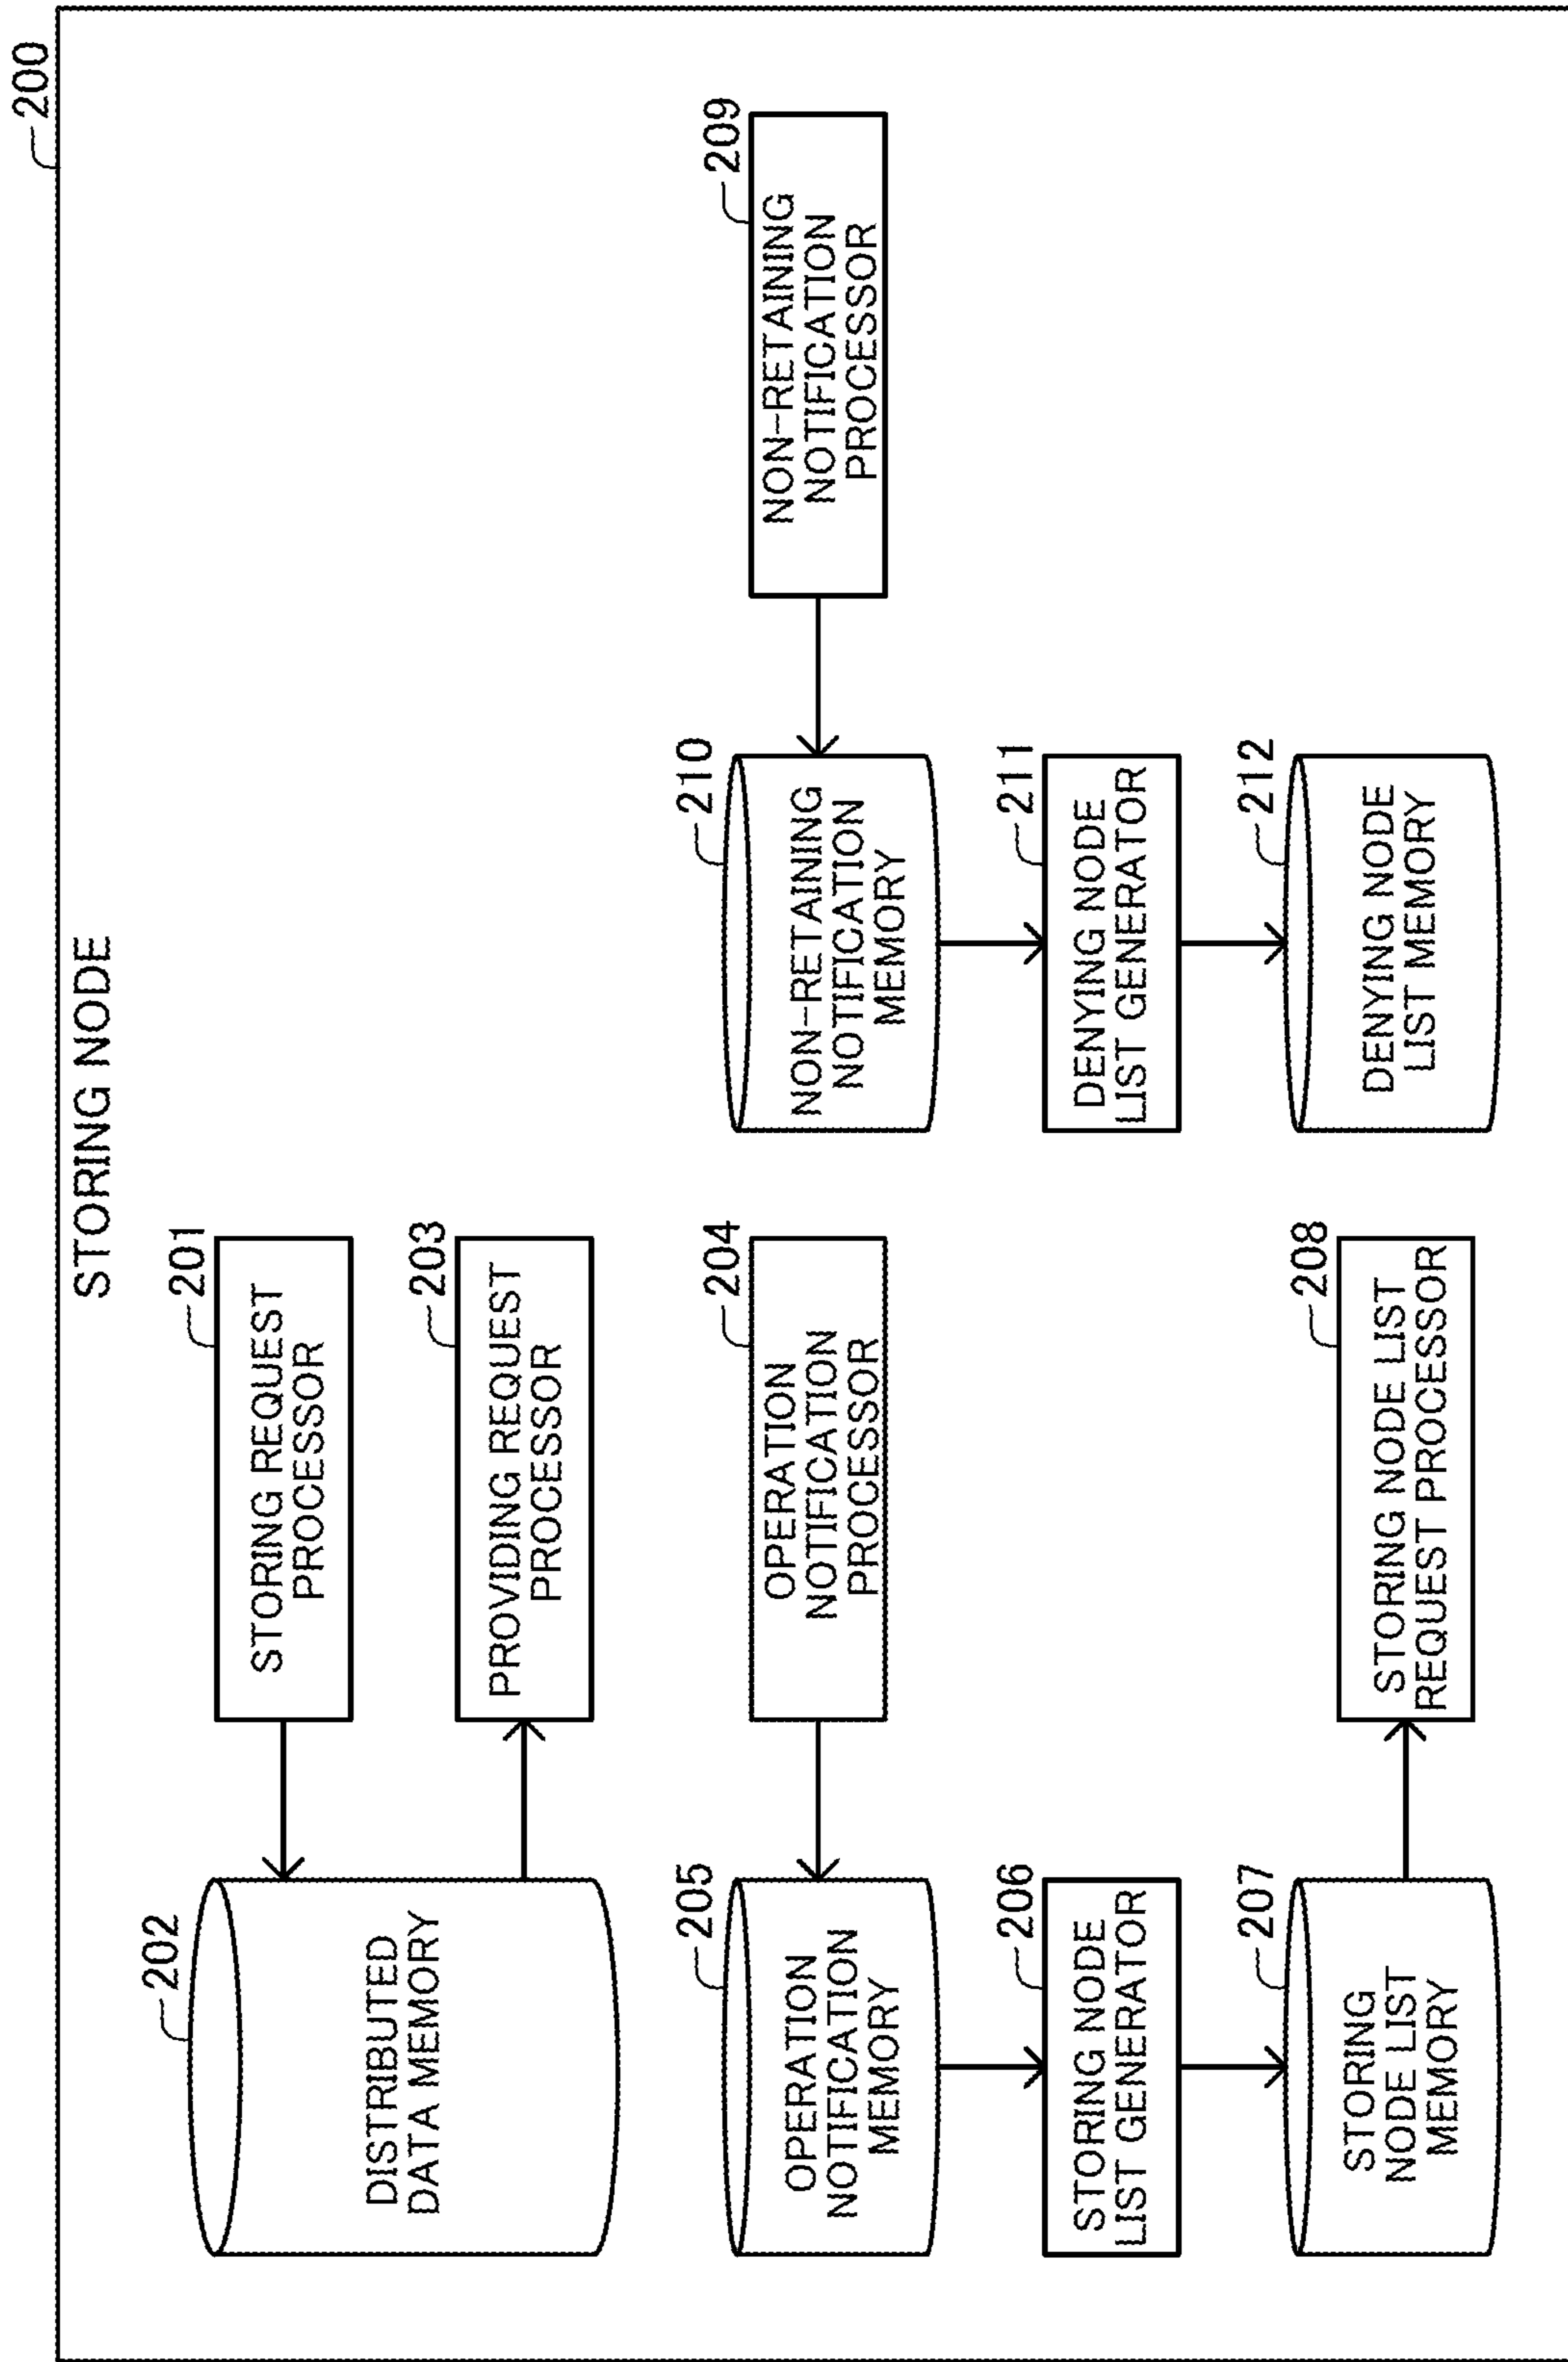 200
STORING NODE
202
DISTRIBUTED
DATA MEMORY
201
STORING REQUEST
PROCESSOR
203
PROVIDING REQUEST
PROCESSOR
205
OPERATION
NOTIFICATION
MEMORY
204
OPERATION
NOTIFICATION
PROCESSOR
206
STORING NODE
LIST GENERATOR
207
STORING
NODE LIST
MEMORY
208
STORING NODE LIST
REQUEST PROCESSOR
210
NON-RETAINING
NOTIFICATION
MEMORY
209
NON-RETAINING
NOTIFICATION
PROCESSOR
211
DENYING NODE
LIST GENERATOR
212
DENYING NODE
LIST MEMORY